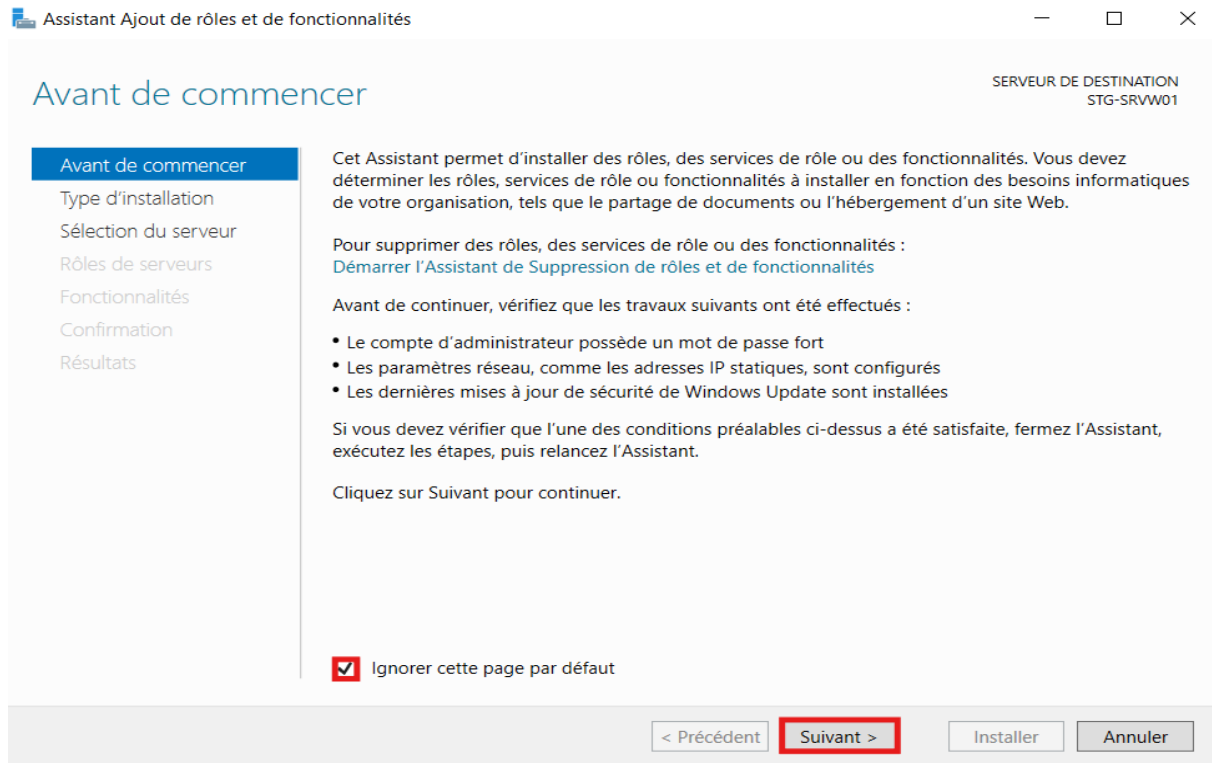 Assistant Ajout de rôles et de fonctionnalités
Avant de commencer
SERVEUR DE DESTINATION
STG-SRVW01
Avant de commencer
Type d’installation
Sélection du serveur
Rôles de serveurs
Fonctionnalités
Confirmation
Résultats
Cet Assistant permet d’installer des rôles, des services de rôle ou des fonctionnalités. Vous devez
déterminer les rôles, services de rôle ou fonctionnalités à installer en fonction des besoins informatiques
de votre organisation, tels que le partage de documents ou l’hébergement d’un site Web.
Pour supprimer des rôles, des services de rôle ou des fonctionnalités :
Démarrer l’Assistant de Suppression de rôles et de fonctionnalités
Avant de continuer, vérifiez que les travaux suivants ont été effectués :
• Le compte d’administrateur possède un mot de passe fort
• Les paramètres réseau, comme les adresses IP statiques, sont configurés
• Les dernières mises à jour de sécurité de Windows Update sont installées
Si vous devez vérifier que l’une des conditions préalables ci-dessus a été satisfaite, fermez l’Assistant,
exécutez les étapes, puis relancez l’Assistant.
Cliquez sur Suivant pour continuer.
Ignorer cette page par défaut
< Précédent
Suivant >
Installer
Annuler